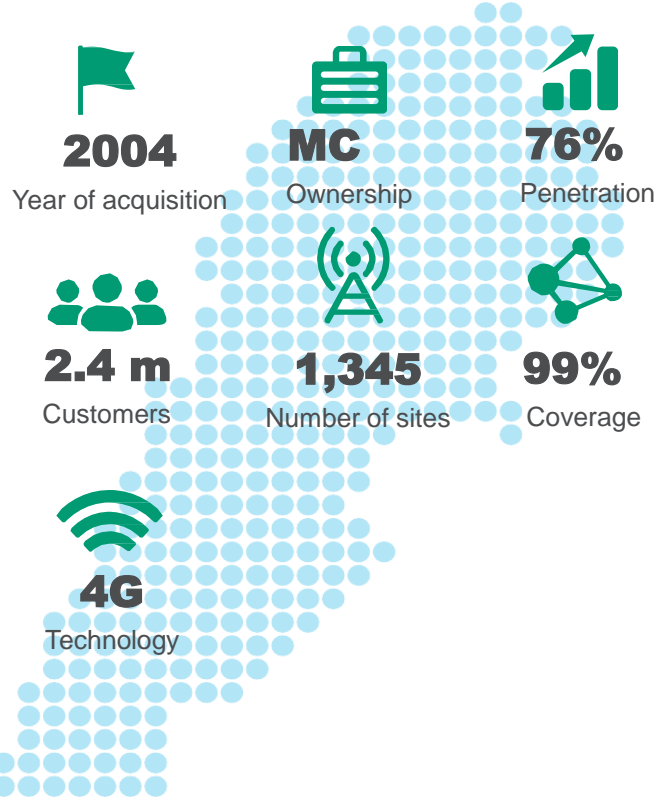 2004
Year of acquisition
MC
Ownership
76%
Penetration
2.4 m
Customers
1,345
Number of sites
99%
Coverage
4G
Technology